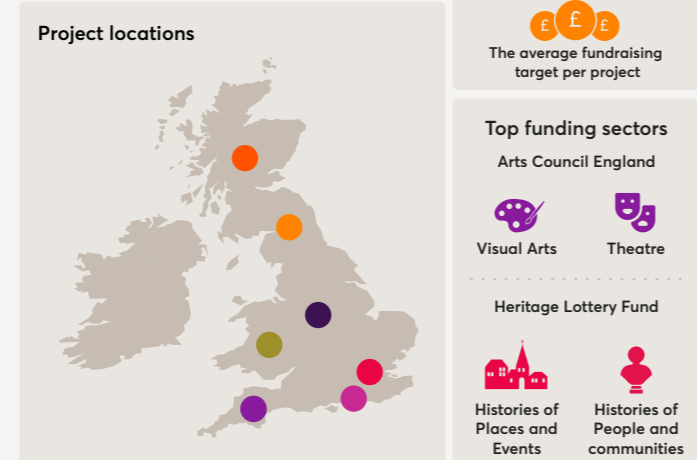 Project locations
£ £ £
The average fundraising
target per project
Top funding sectors
Arts Council England
Visual Arts
Theatre
Heritage Lottery Fund
Histories of
Places and
Events
Histories of
People and
communities